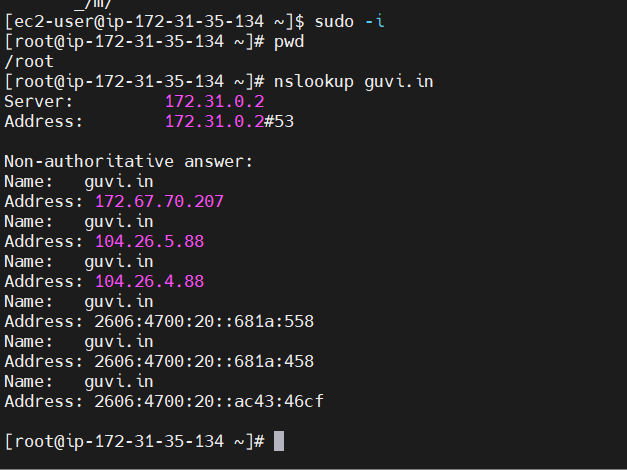 _/m/
[ec2-user@ip-172-31-35-134 ~]$ sudo -i
[root@ip-172-31-35-134 ~]# pwd
/root
[root@ip-172-31-35-134 ~]# nslookup guvi.in
Server:         172.31.0.2
Address:        172.31.0.2#53

Non-authoritative answer:
Name:   guvi.in
Address: 172.67.70.207
Name:   guvi.in
Address: 104.26.5.88
Name:   guvi.in
Address: 104.26.4.88
Name:   guvi.in
Address: 2606:4700:20::681a:558
Name:   guvi.in
Address: 2606:4700:20::681a:458
Name:   guvi.in
Address: 2606:4700:20::ac43:46cf

[root@ip-172-31-35-134 ~]#